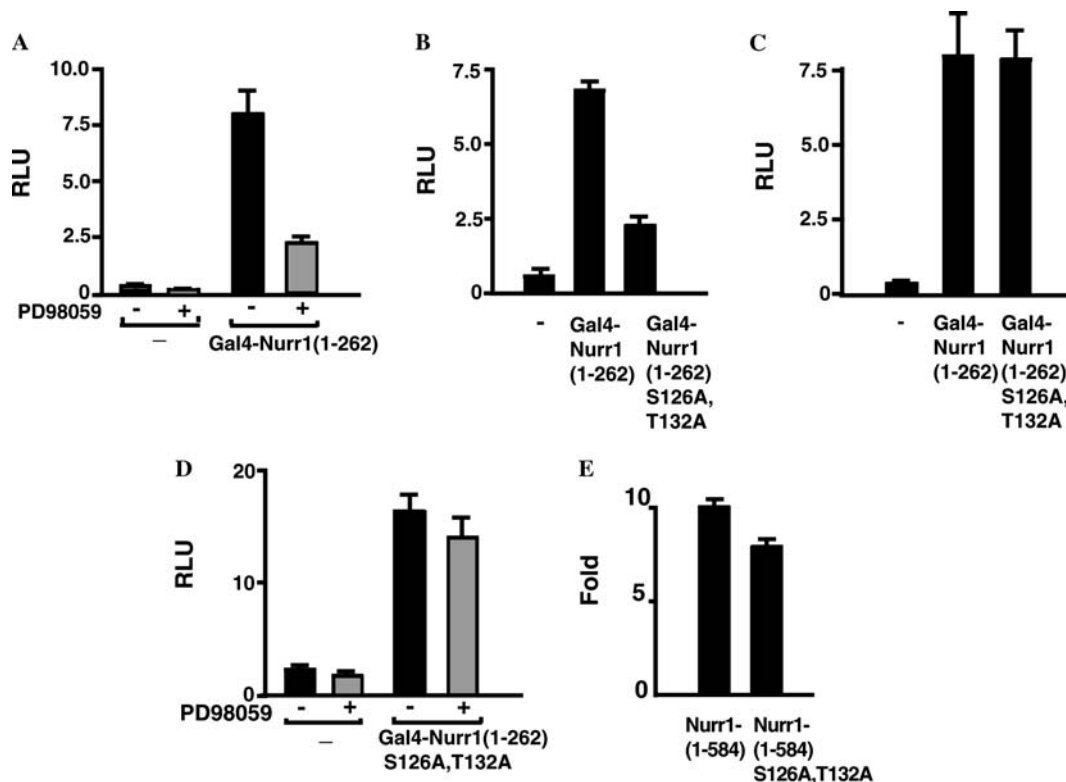 A
10.0
7.5
5.0
2.5
0
RLU
PD98059
- + - +
— Gal4-Nurr1(1-262)
B
7.5
5.0
2.5
0
RLU
- Gal4- Gal4-
Nurr1 Nurr1
(1-262) (1-262)
S126A,
T132A
C
7.5
5.0
2.5
0
RLU
- Gal4- Gal4-
Nurr1 Nurr1
(1-262) (1-262)
S126A,
T132A
D
20
10
0
RLU
PD98059
- + - +
— Gal4-Nurr1(1-262)
S126A,T132A
E
10
5
0
Fold
Nurr1- Nurr1-
(1-584) (1-584)
S126A,T132A